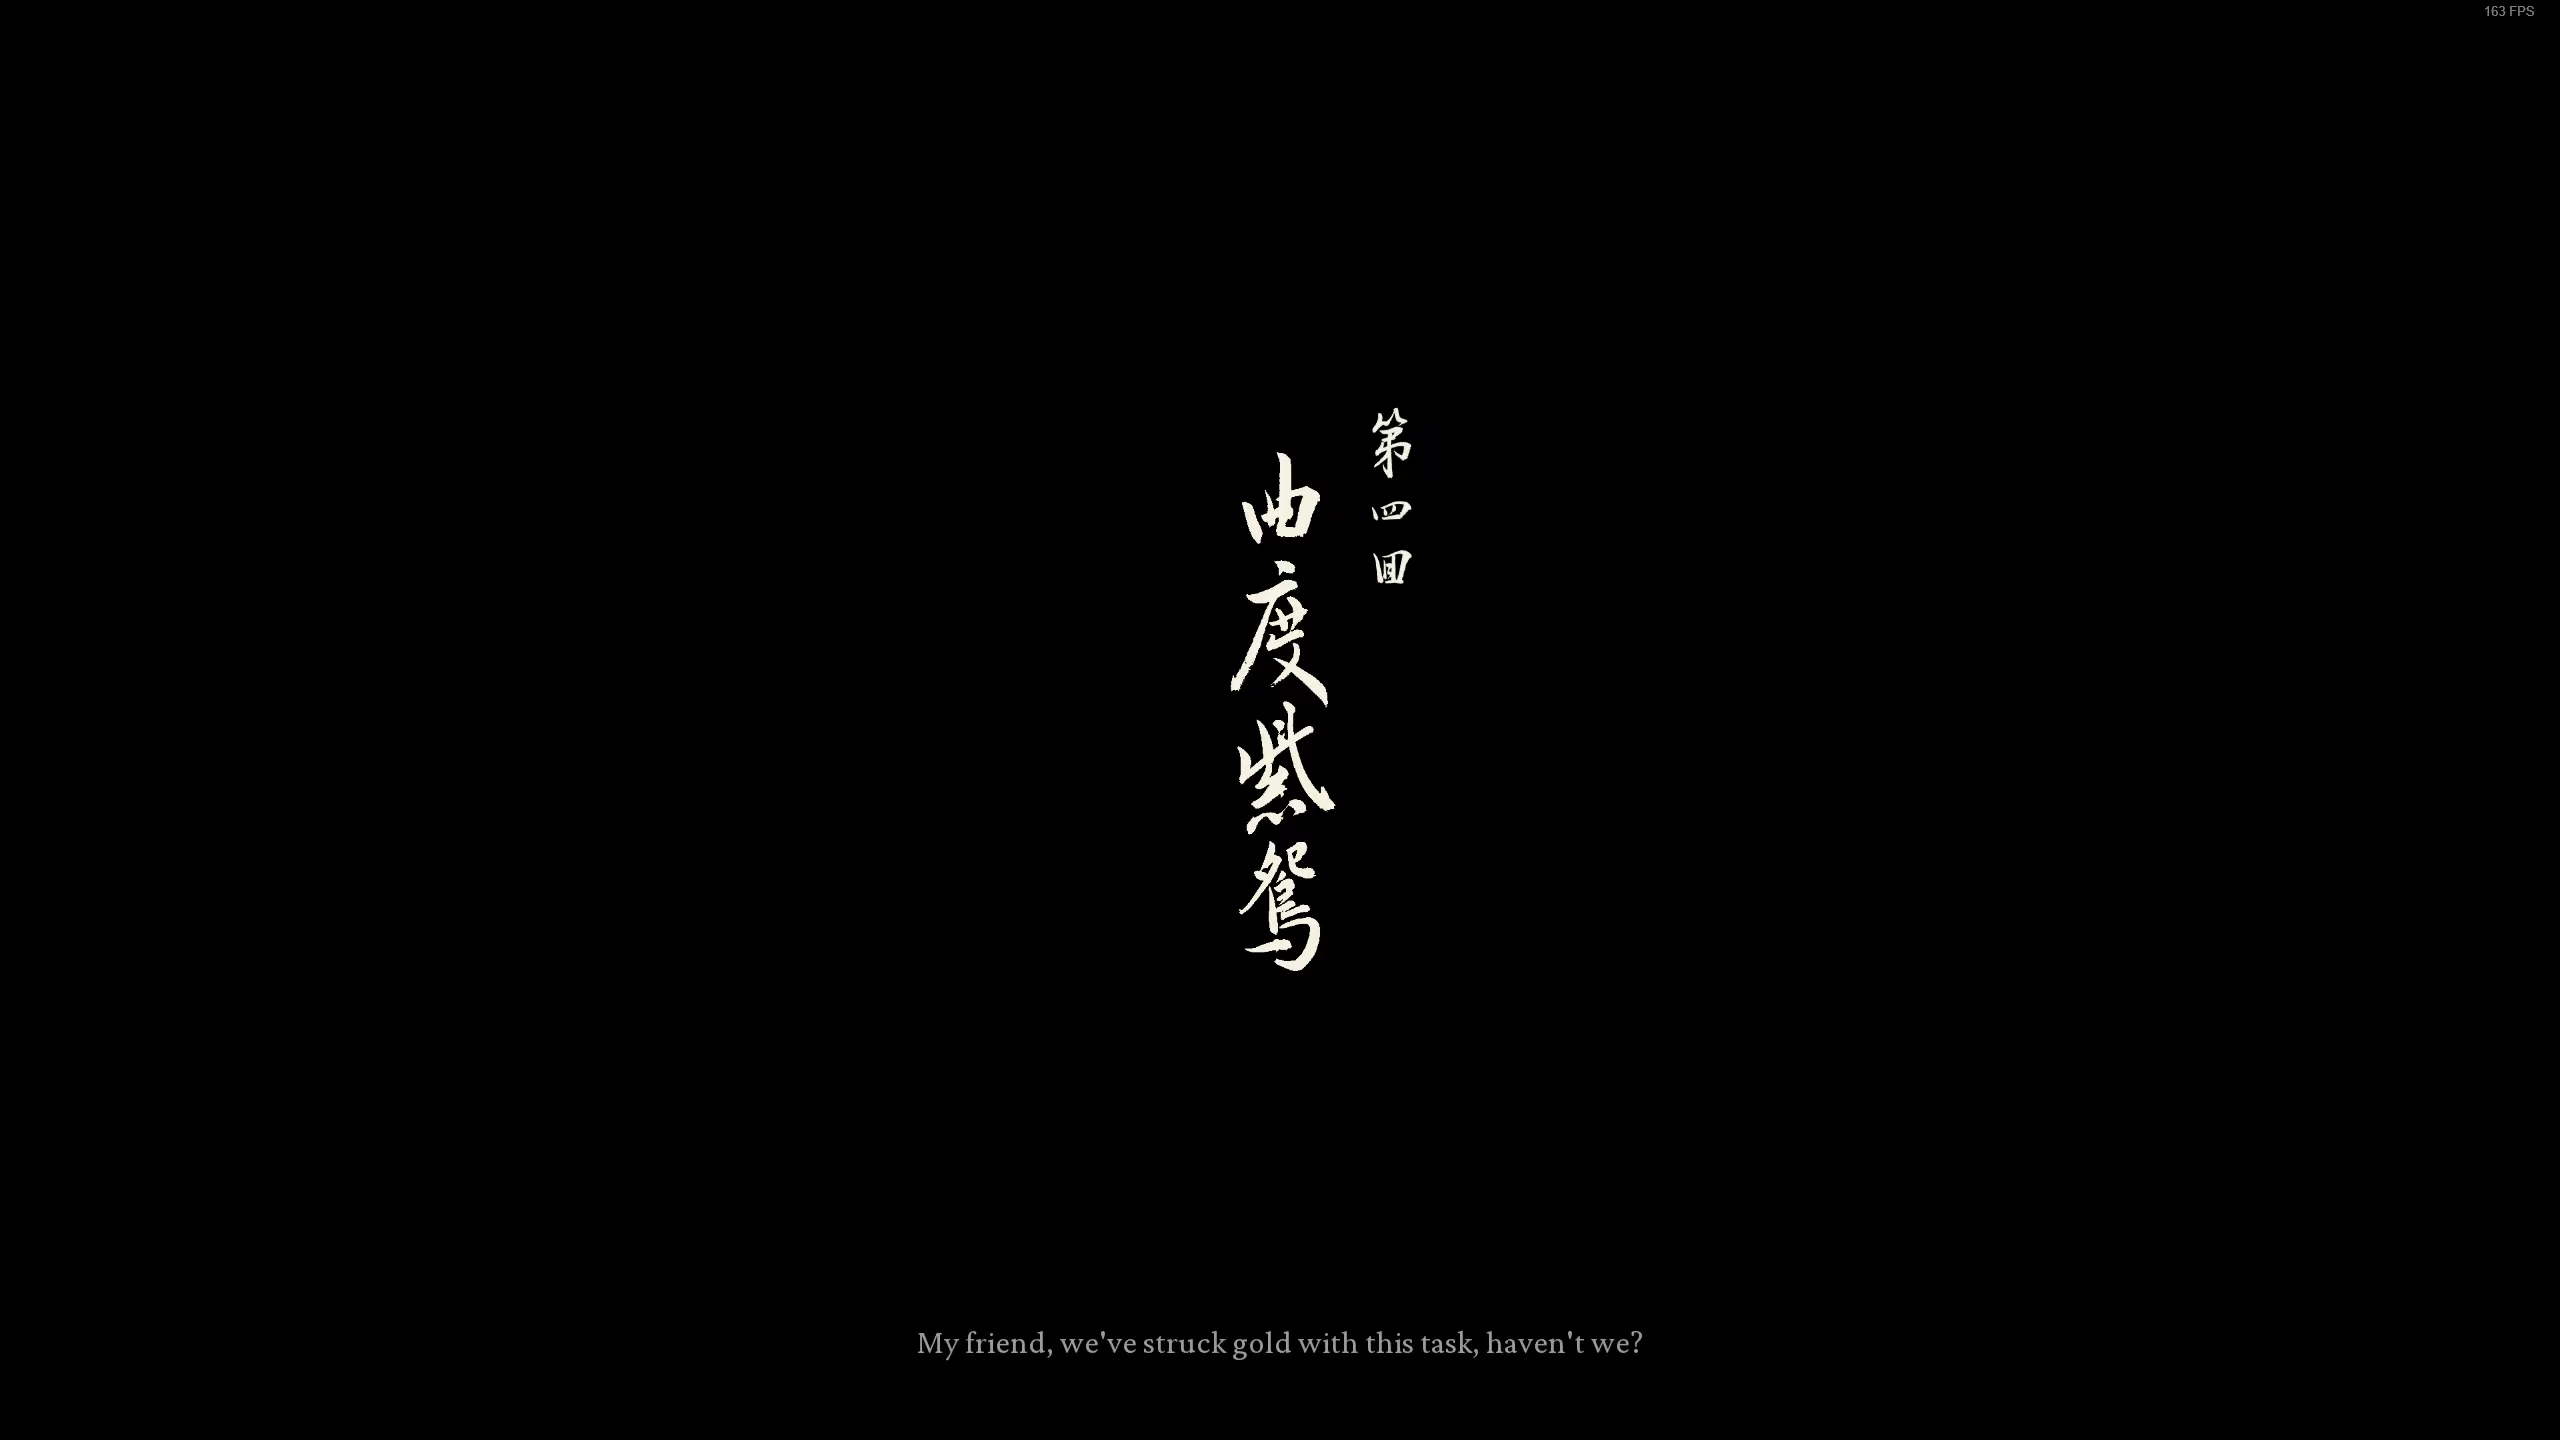 163 FPS
第四回
曲度紫鴛
My friend, we've struck gold with this task, haven't we?